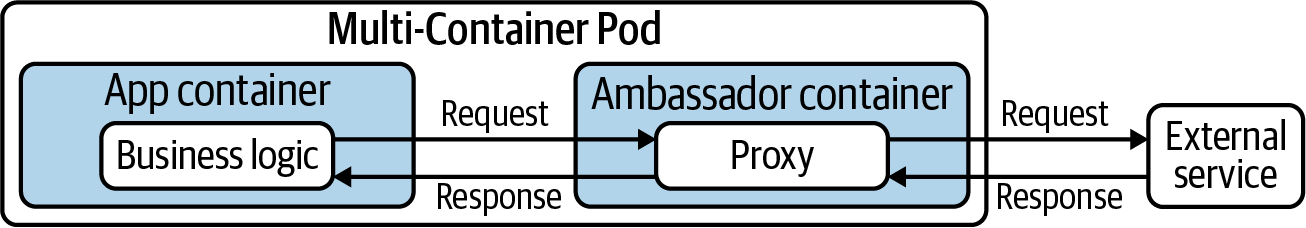 Multi-Container Pod
App container
Business logic
Request
Response
Ambassador container
Proxy
Request
Response
External
service